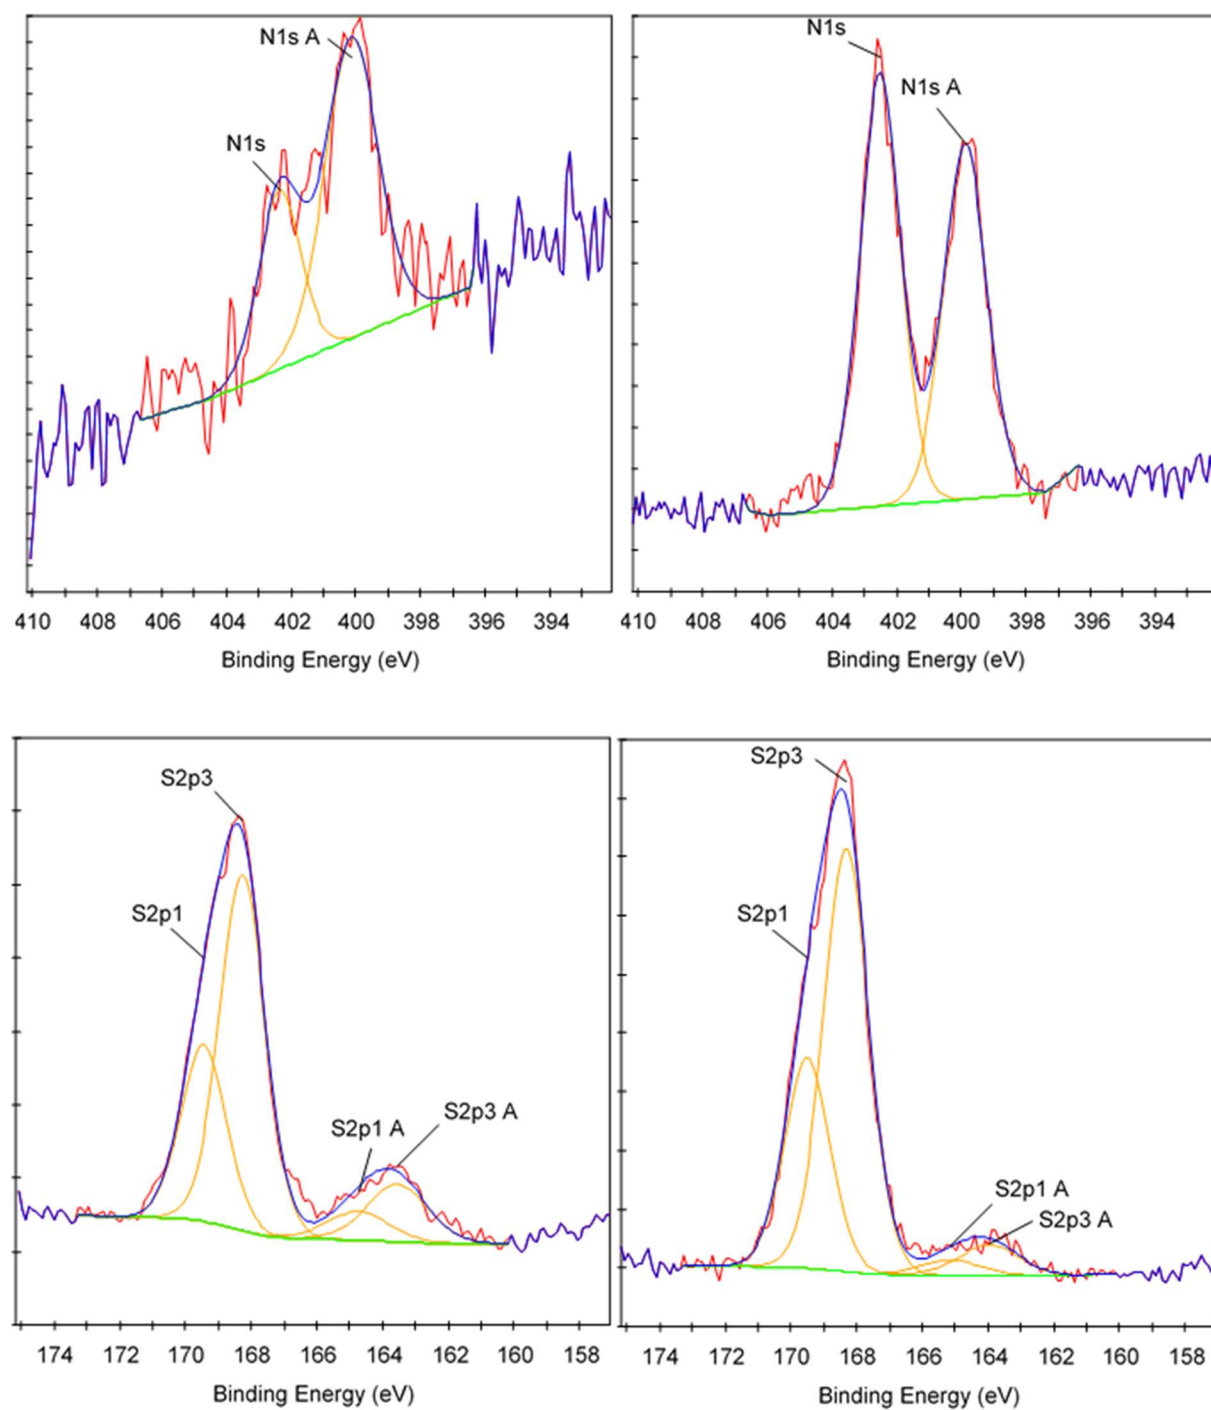 N1s A
N1s
410 408 406 404 402 400 398 396 394
Binding Energy (eV)
N1s
N1s A
410 408 406 404 402 400 398 396 394
Binding Energy (eV)
S2p3
S2p1
S2p1 A
S2p3 A
174 172 170 168 166 164 162 160 158
Binding Energy (eV)
S2p3
S2p1
S2p1 A
S2p3 A
174 172 170 168 166 164 162 160 158
Binding Energy (eV)